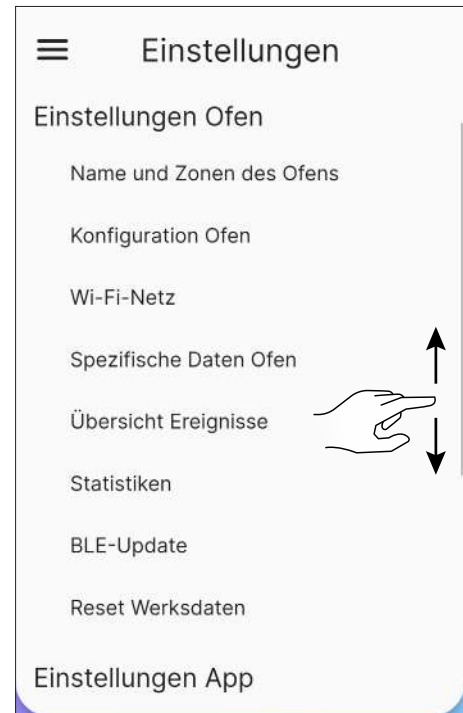 Einstellungen
Einstellungen Ofen
Name und Zonen des Ofens
Konfiguration Ofen
Wi-Fi-Netz
Spezifische Daten Ofen
Übersicht Ereignisse
Statistiken
BLE-Update
Reset Werksdaten
Einstellungen App